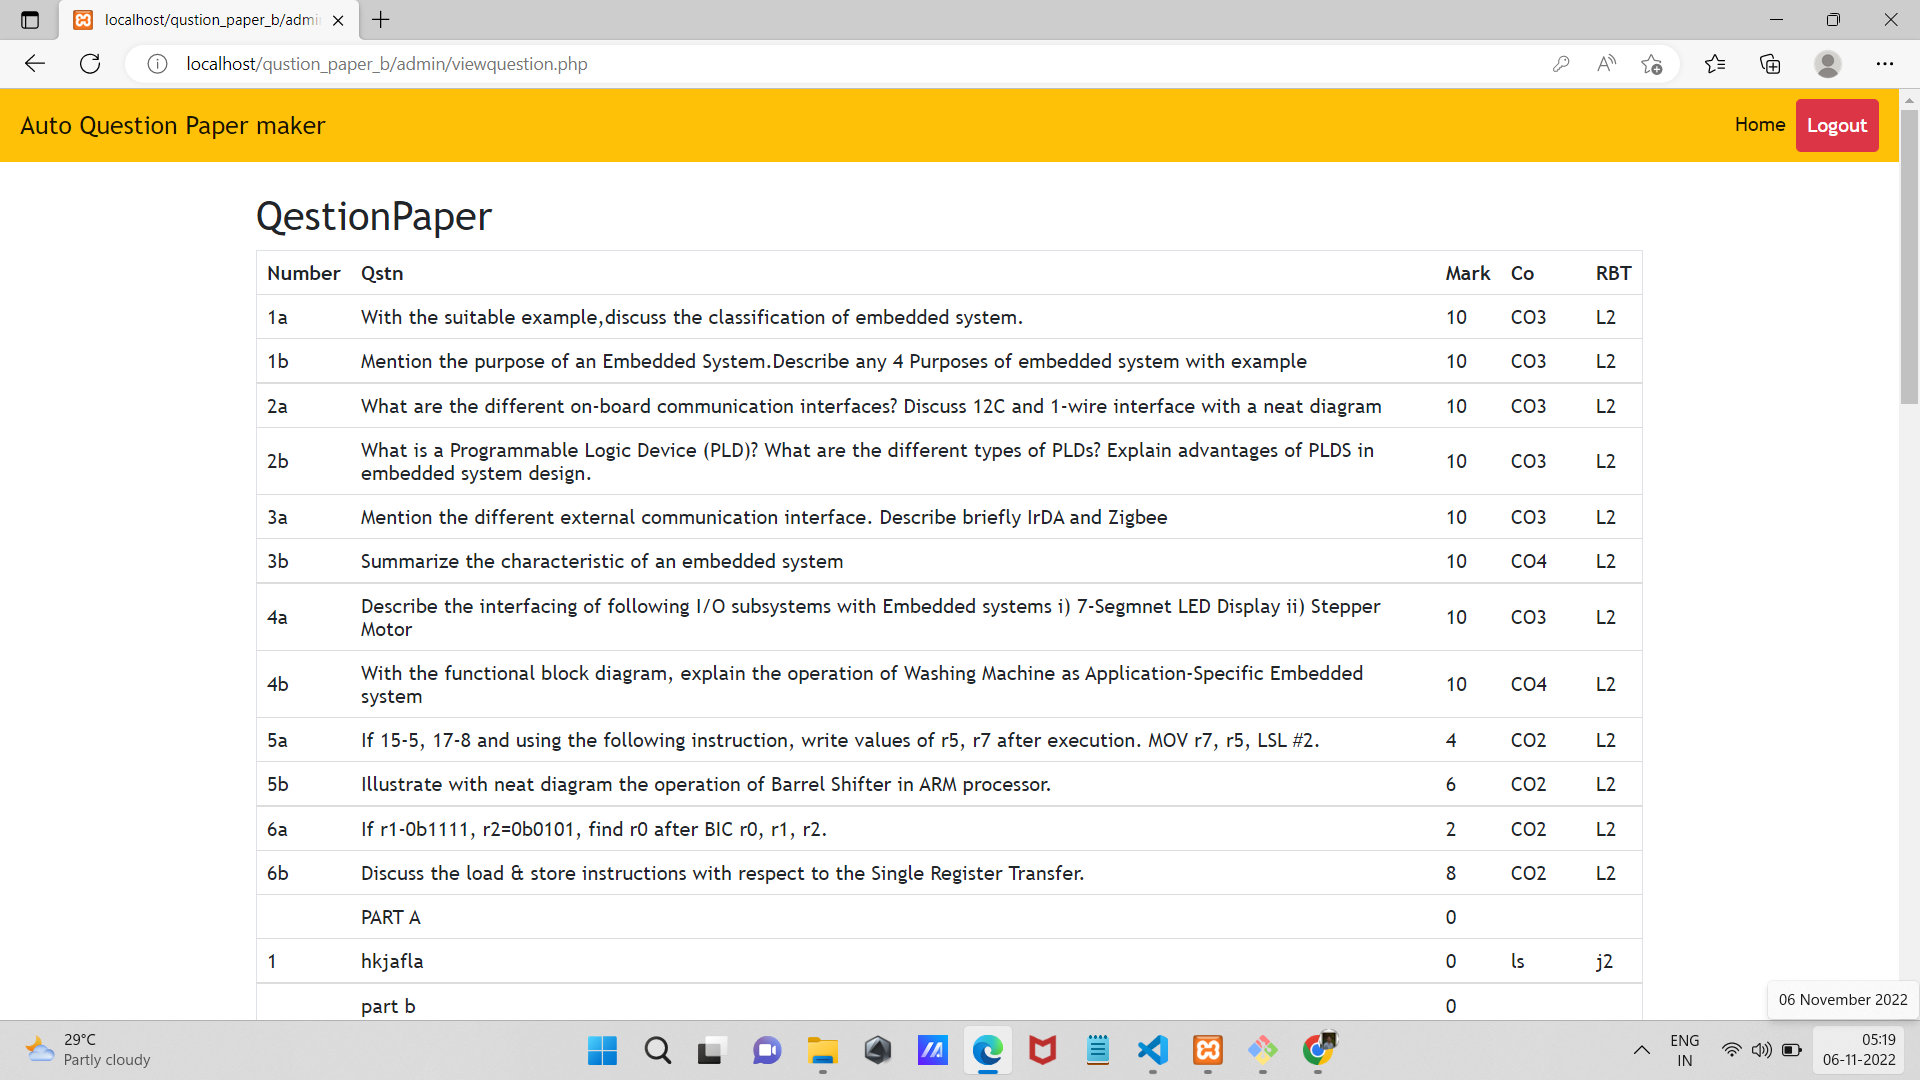 localhost/qustion_paper_b/admi
localhost/qustion_paper_b/admin/viewquestion.php
Auto Question Paper maker
Home Logout
QestionPaper
Number Qstn Mark Co RBT
1a With the suitable example,discuss the classification of embedded system. 10 CO3 L2
1b Mention the purpose of an Embedded System.Describe any 4 Purposes of embedded system with example 10 CO3 L2
2a What are the different on-board communication interfaces? Discuss 12C and 1-wire interface with a neat diagram 10 CO3 L2
2b What is a Programmable Logic Device (PLD)? What are the different types of PLDs? Explain advantages of PLDS in
embedded system design. 10 CO3 L2
3a Mention the different external communication interface. Describe briefly IrDA and Zigbee 10 CO3 L2
3b Summarize the characteristic of an embedded system 10 CO4 L2
4a Describe the interfacing of following I/O subsystems with Embedded systems i) 7-Segmnet LED Display ii) Stepper
Motor 10 CO3 L2
4b With the functional block diagram, explain the operation of Washing Machine as Application-Specific Embedded
system 10 CO4 L2
5a If 15-5, 17-8 and using the following instruction, write values of r5, r7 after execution. MOV r7, r5, LSL #2. 4 CO2 L2
5b Illustrate with neat diagram the operation of Barrel Shifter in ARM processor. 6 CO2 L2
6a If r1-0b1111, r2=0b0101, find r0 after BIC r0, r1, r2. 2 CO2 L2
6b Discuss the load & store instructions with respect to the Single Register Transfer. 8 CO2 L2
PART A 0
1 hkjafla 0 ls j2
part b 0
06 November 2022
29°C
Partly cloudy
ENG
IN
05:19
06-11-2022